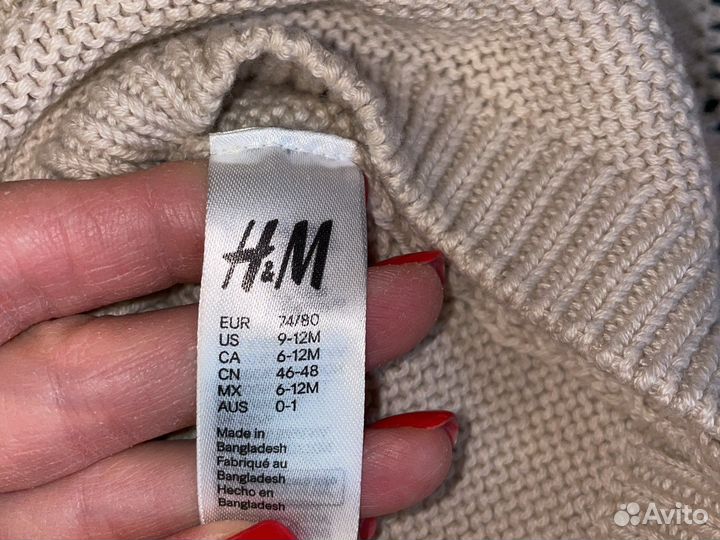 H&M
EUR 74/80
US 9-12M
CA 6-12M
CN 46-48
MX 6-12M
AUS 0-1
Made in
Bangladesh
Fabriqué au
Bangladesh
Hecho en
Bangladesh
Avito